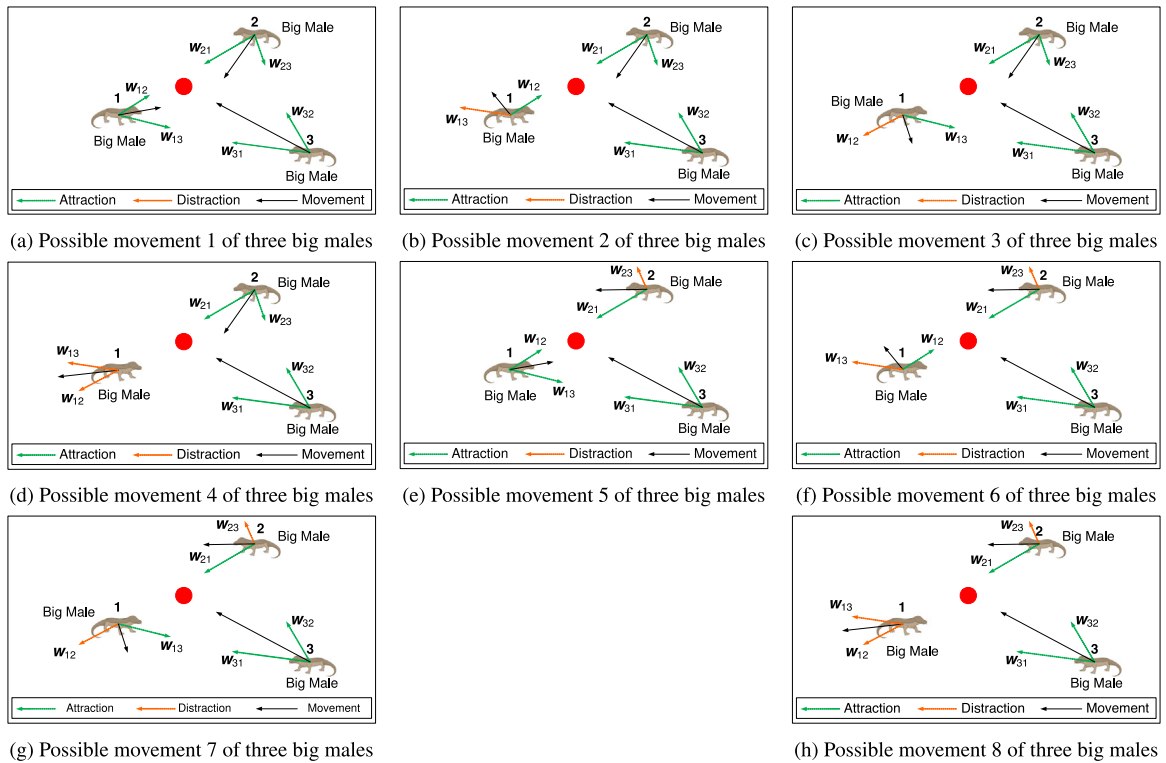 2 Big Male
w21
w23
w12
1
w13
Big Male
w32
w31
3
Big Male
Attraction Distraction Movement
(a) Possible movement 1 of three big males
2 Big Male
w21
w23
w12
1
w13
Big Male
w32
w31
3
Big Male
Attraction Distraction Movement
(b) Possible movement 2 of three big males
2 Big Male
w21
w23
Big Male 1
w12
w13
w32
w31
3
Big Male
Attraction Distraction Movement
(c) Possible movement 3 of three big males
2 Big Male
w21
w23
w13
1
w12
Big Male
w32
w31
3
Big Male
Attraction Distraction Movement
(d) Possible movement 4 of three big males
w23 2 Big Male
w21
w12
1
w13
Big Male
w32
w31
3
Big Male
Attraction Distraction Movement
(e) Possible movement 5 of three big males
w23 2 Big Male
w21
w12
1
w13
Big Male
w32
w31
3
Big Male
Attraction Distraction Movement
(f) Possible movement 6 of three big males
w23 2 Big Male
w21
Big Male 1
w12
w13
w32
w31
3
Big Male
Attraction Distraction Movement
(g) Possible movement 7 of three big males
w23 2 Big Male
w21
w13
1
w12
Big Male
w32
w31
3
Big Male
Attraction Distraction Movement
(h) Possible movement 8 of three big males